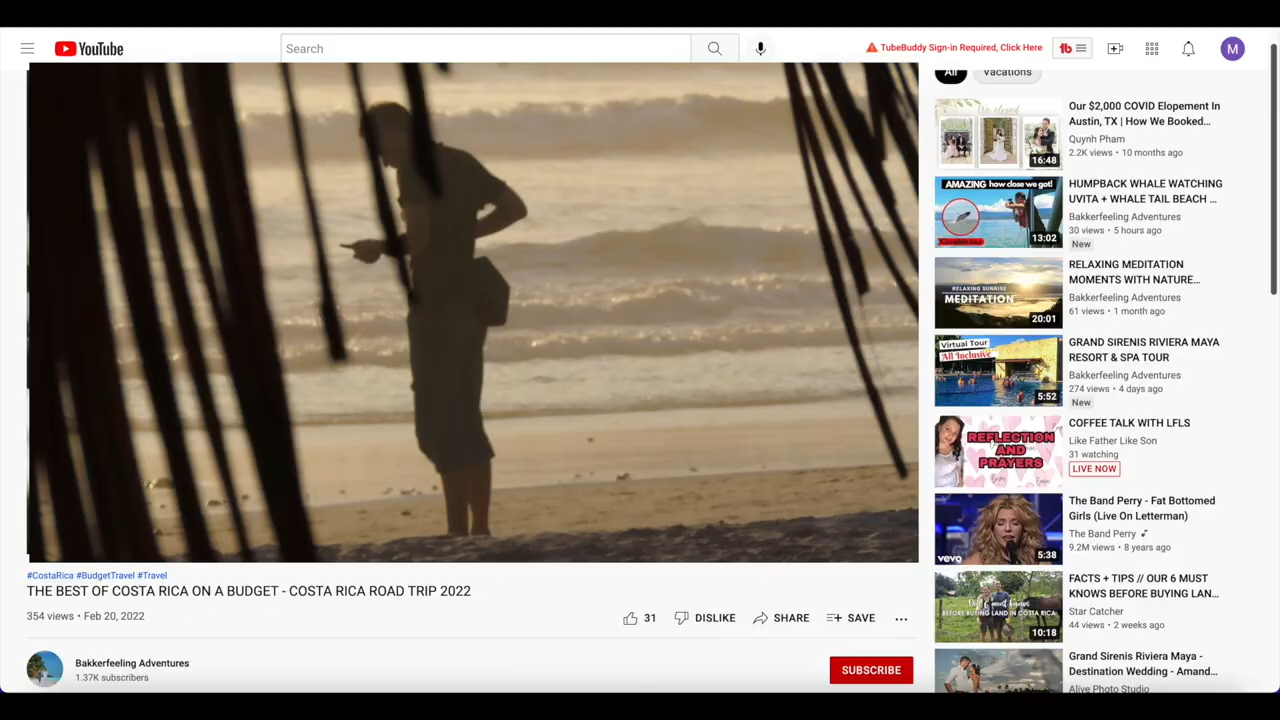 YouTube
Search
TubeBuddy Sign-in Required, Click Here
tb
M
All
Vacations
We eloped
16:48
Our $2,000 COVID Elopement In
Austin, TX | How We Booked...
Quynh Pham
2.2K views • 10 months ago
AMAZING how close we got!
13:02
HUMPBACK WHALE WATCHING
UVITA + WHALE TAIL BEACH ...
Bakkerfeeling Adventures
30 views • 5 hours ago
New
RELAXING SUNRISE
MEDITATION
20:01
RELAXING MEDITATION
MOMENTS WITH NATURE...
Bakkerfeeling Adventures
61 views • 1 month ago
Virtual Tour
All Inclusive
5:52
GRAND SIRENIS RIVIERA MAYA
RESORT & SPA TOUR
Bakkerfeeling Adventures
274 views • 4 days ago
New
REFLECTION
AND
PRAYERS
COFFEE TALK WITH LFLS
Like Father Like Son
31 watching
LIVE NOW
vevo
5:38
The Band Perry - Fat Bottomed
Girls (Live On Letterman)
The Band Perry
9.2M views • 8 years ago
BEFORE BUYING LAND IN COSTA RICA
10:18
FACTS + TIPS // OUR 6 MUST
KNOWS BEFORE BUYING LAN...
Star Catcher
44 views • 2 weeks ago
Grand Sirenis Riviera Maya -
Destination Wedding - Amand...
Alive Photo Studio
#CostaRica #BudgetTravel #Travel
THE BEST OF COSTA RICA ON A BUDGET - COSTA RICA ROAD TRIP 2022
354 views • Feb 20, 2022
31
DISLIKE
SHARE
SAVE
Bakkerfeeling Adventures
1.37K subscribers
SUBSCRIBE